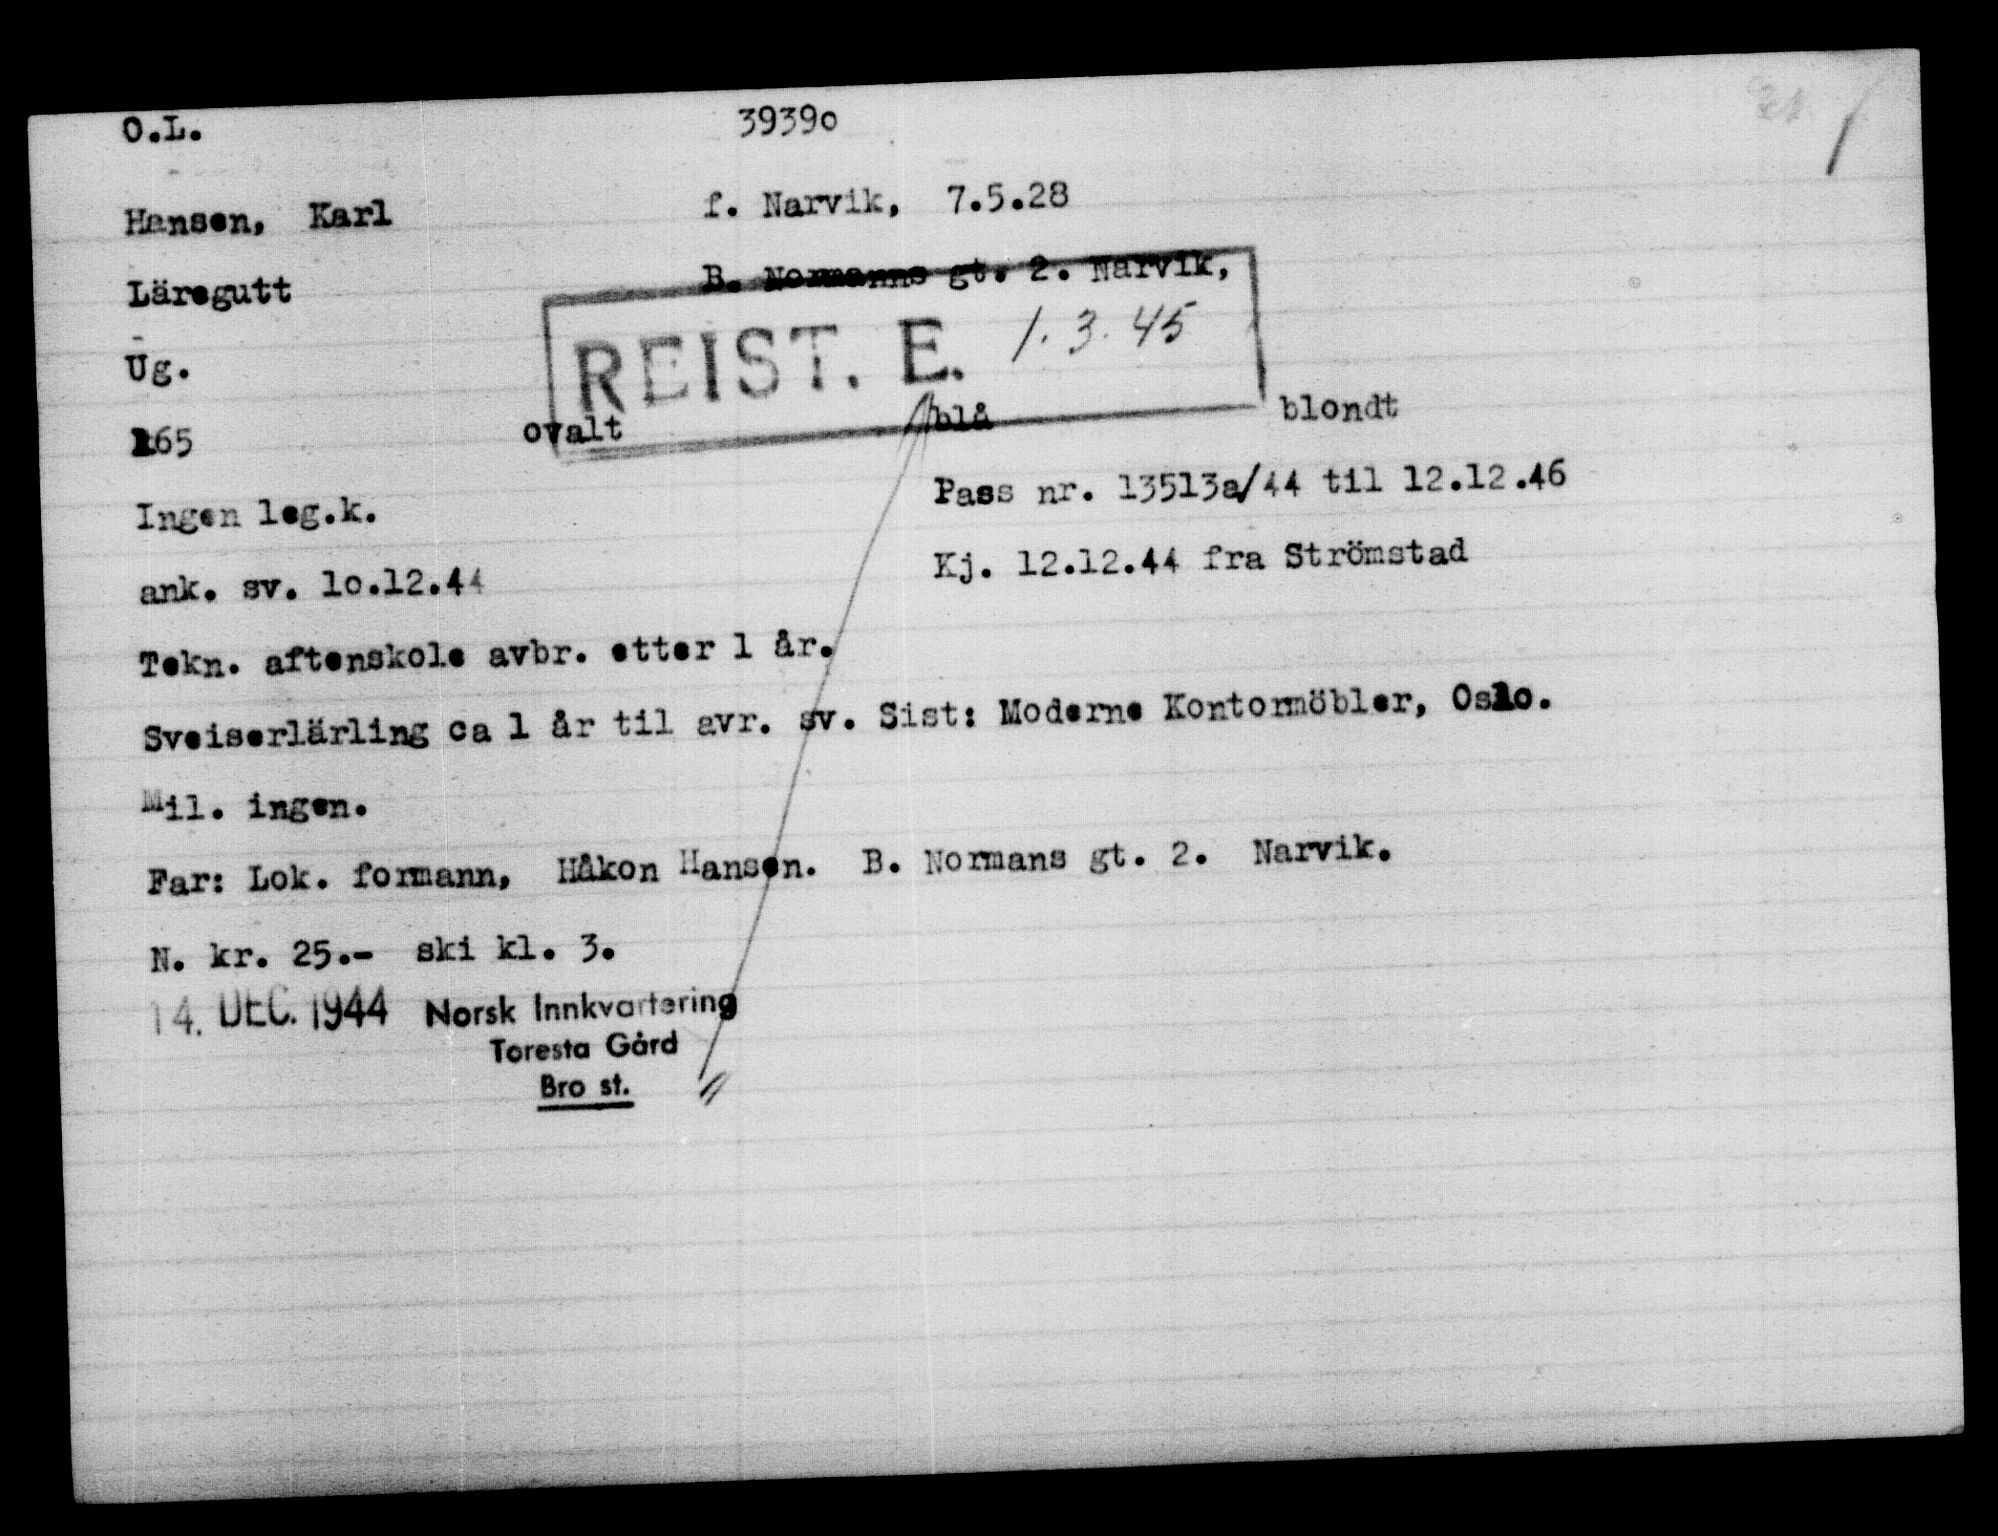 O.L. 3939o
Hansen, Karl f. Narvik, 7.5.28
Läregutt B. Normanns gt. 2. Narvik,
REIST. E. 1.3.45
Ug.
165 ovalt blå blondt
Ingen leg.k. Pass nr. 13513a/44 til 12.12.46
ank. sv. 1o.12.44 Kj. 12.12.44 fra Strömstad
Tekn. aftenskole avbr. etter 1 år.
Sveiserlärling ca 1 år til avr. sv. Sist: Moderne Kontormöbler, Oslo.
Mil. ingen.
Far: Lok. formann, Håkon Hansen. B. Normans gt. 2. Narvik.
N. kr. 25.- ski kl. 3.
14. DEC. 1944 Norsk Innkvartering
Toresta Gård
Bro st.